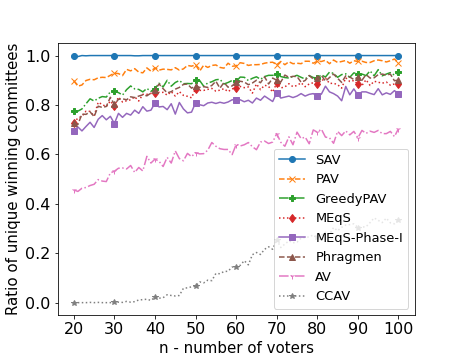 Ratio of unique winning committees
1.0
0.8
0.6
0.4
0.2
0.0
20 30 40 50 60 70 80 90 100
n - number of voters
SAV
PAV
GreedyPAV
MEqS
MEqS-Phase-I
Phragmen
AV
CCAV